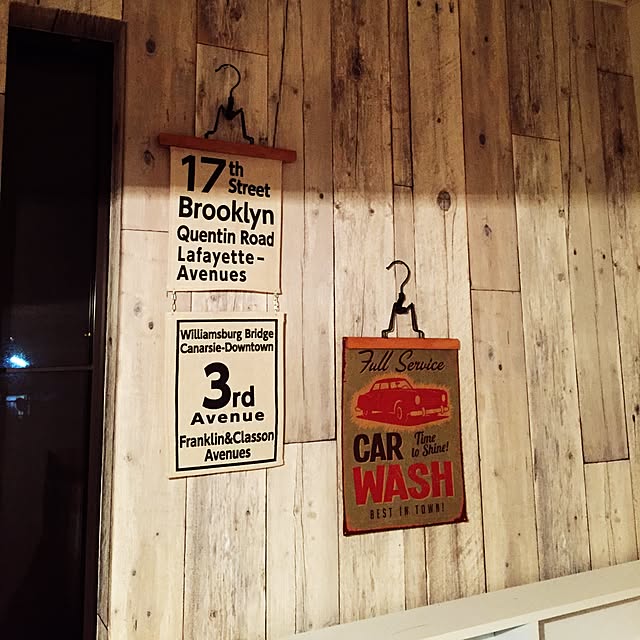 17th
Street
Brooklyn
Quentin Road
Lafayette-
Avenues
Williamsburg Bridge
Canarsie-Downtown
3rd
Avenue
Franklin&Classon
Avenues
Full Service
CAR Time
to Shine!
WASH
BEST IN TOWN!